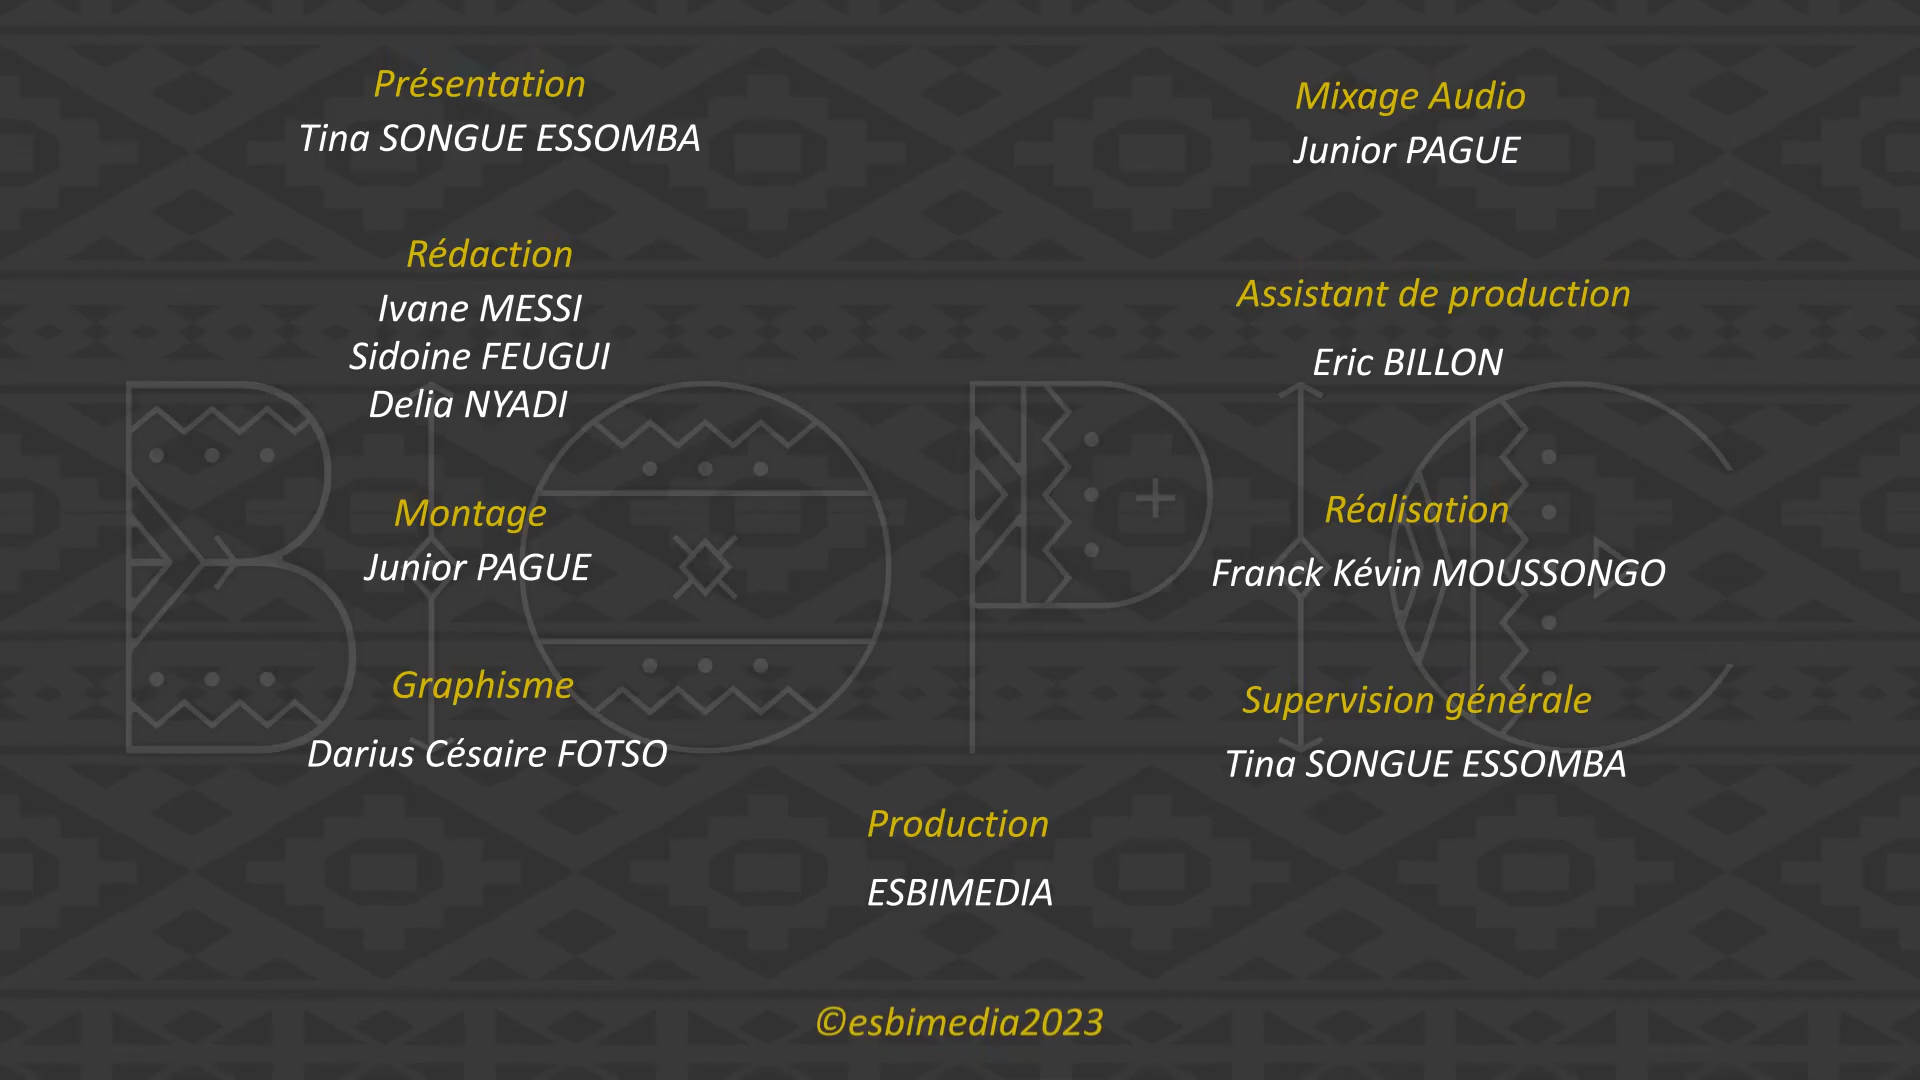 Présentation
Tina SONGUE ESSOMBA
Rédaction
Ivane MESSI
Sidoine FEUGUI
Delia NYADI
Montage
Junior PAGUE
Graphisme
Darius Césaire FOTSO
Mixage Audio
Junior PAGUE
Assistant de production
Eric BILLON
Réalisation
Franck Kévin MOUSSONGO
Supervision générale
Tina SONGUE ESSOMBA
Production
ESBIMEDIA
©esbimedia2023
BIOPIC